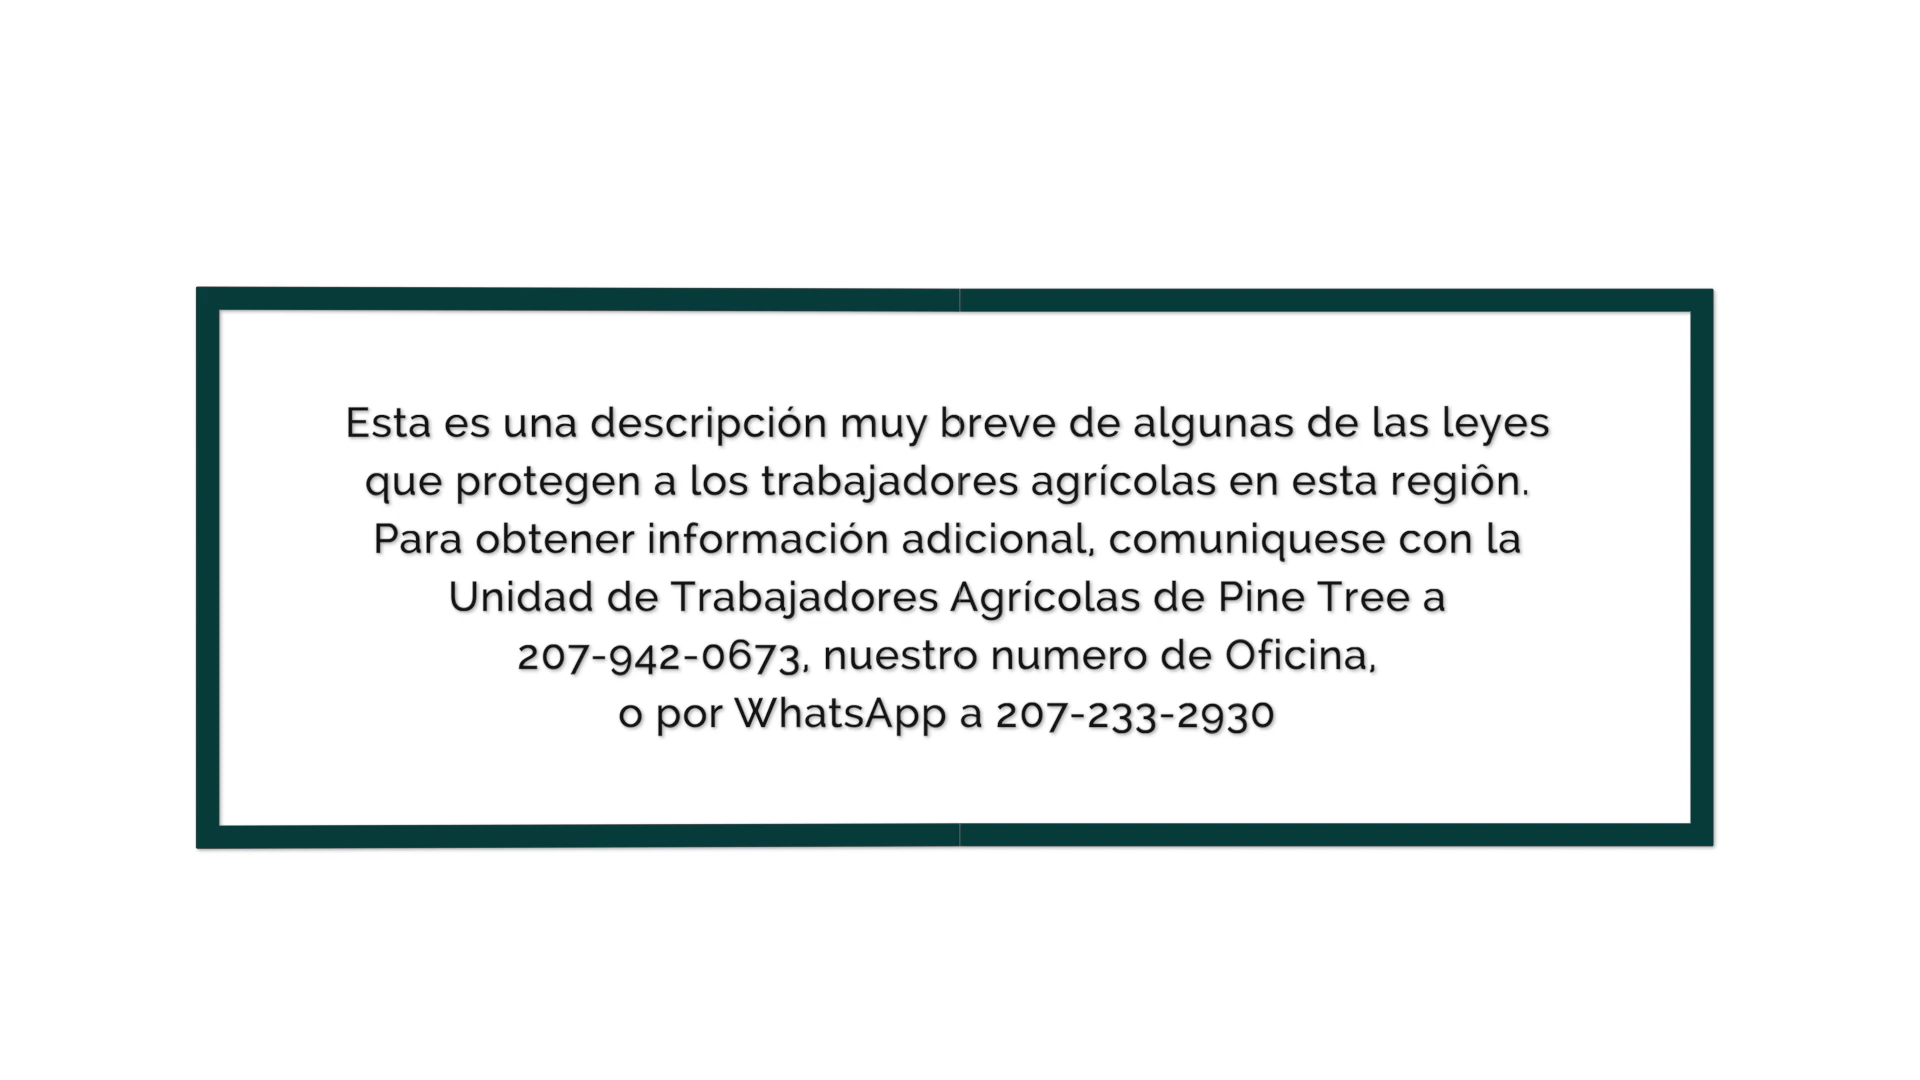 Esta es una descripción muy breve de algunas de las leyes
que protegen a los trabajadores agrícolas en esta regiôn.
Para obtener información adicional, comuniquese con la
Unidad de Trabajadores Agrícolas de Pine Tree a
207-942-0673, nuestro numero de Oficina,
o por WhatsApp a 207-233-2930